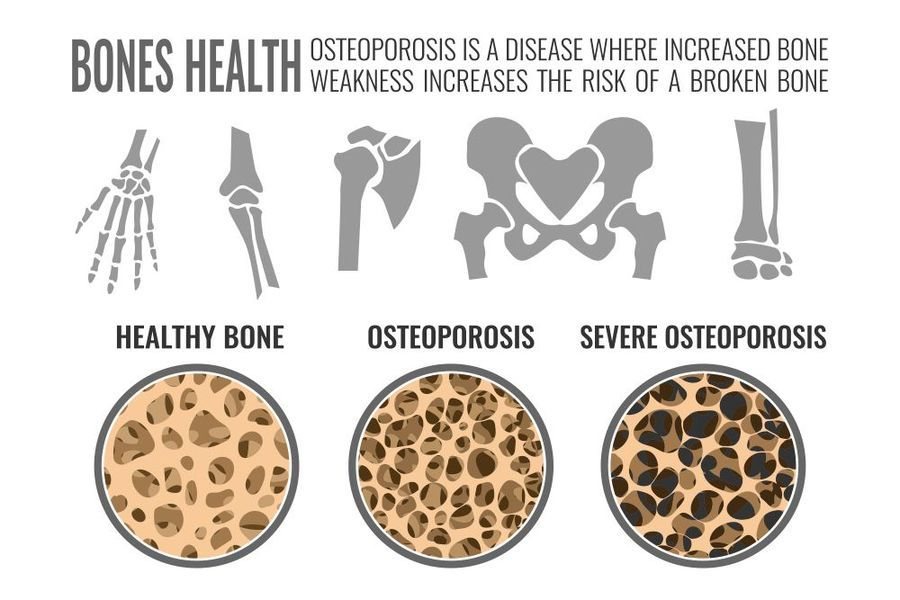 BONES HEALTH
OSTEOPOROSIS IS A DISEASE WHERE INCREASED BONE
WEAKNESS INCREASES THE RISK OF A BROKEN BONE
HEALTHY BONE
OSTEOPOROSIS
SEVERE OSTEOPOROSIS